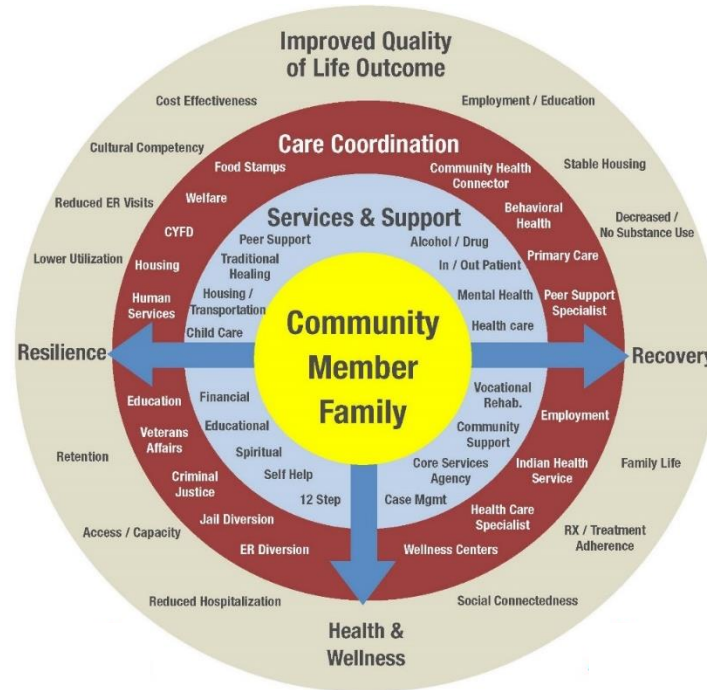 Improved Quality
of Life Outcome
Cost Effectiveness
Employment / Education
Cultural Competency
Stable Housing
Reduced ER Visits
Decreased /
No Substance Use
Lower Utilization
Resilience
Recovery
Retention
Family Life
Access / Capacity
RX / Treatment
Adherence
Reduced Hospitalization
Social Connectedness
Health &
Wellness
Care Coordination
Food Stamps
Community Health
Connector
Welfare
Behavioral
Health
CYFD
Primary Care
Housing
Human
Services
Peer Support
Specialist
Education
Employment
Veterans
Affairs
Indian Health
Service
Criminal
Justice
Health Care
Specialist
Jail Diversion
ER Diversion
Wellness Centers
Services & Support
Peer Support
Alcohol / Drug
Traditional
Healing
In / Out Patient
Housing /
Transportation
Mental Health
Child Care
Health care
Financial
Vocational
Rehab.
Educational
Community
Support
Spiritual
Self Help
Core Services
Agency
12 Step
Case Mgmt
Community
Member
Family